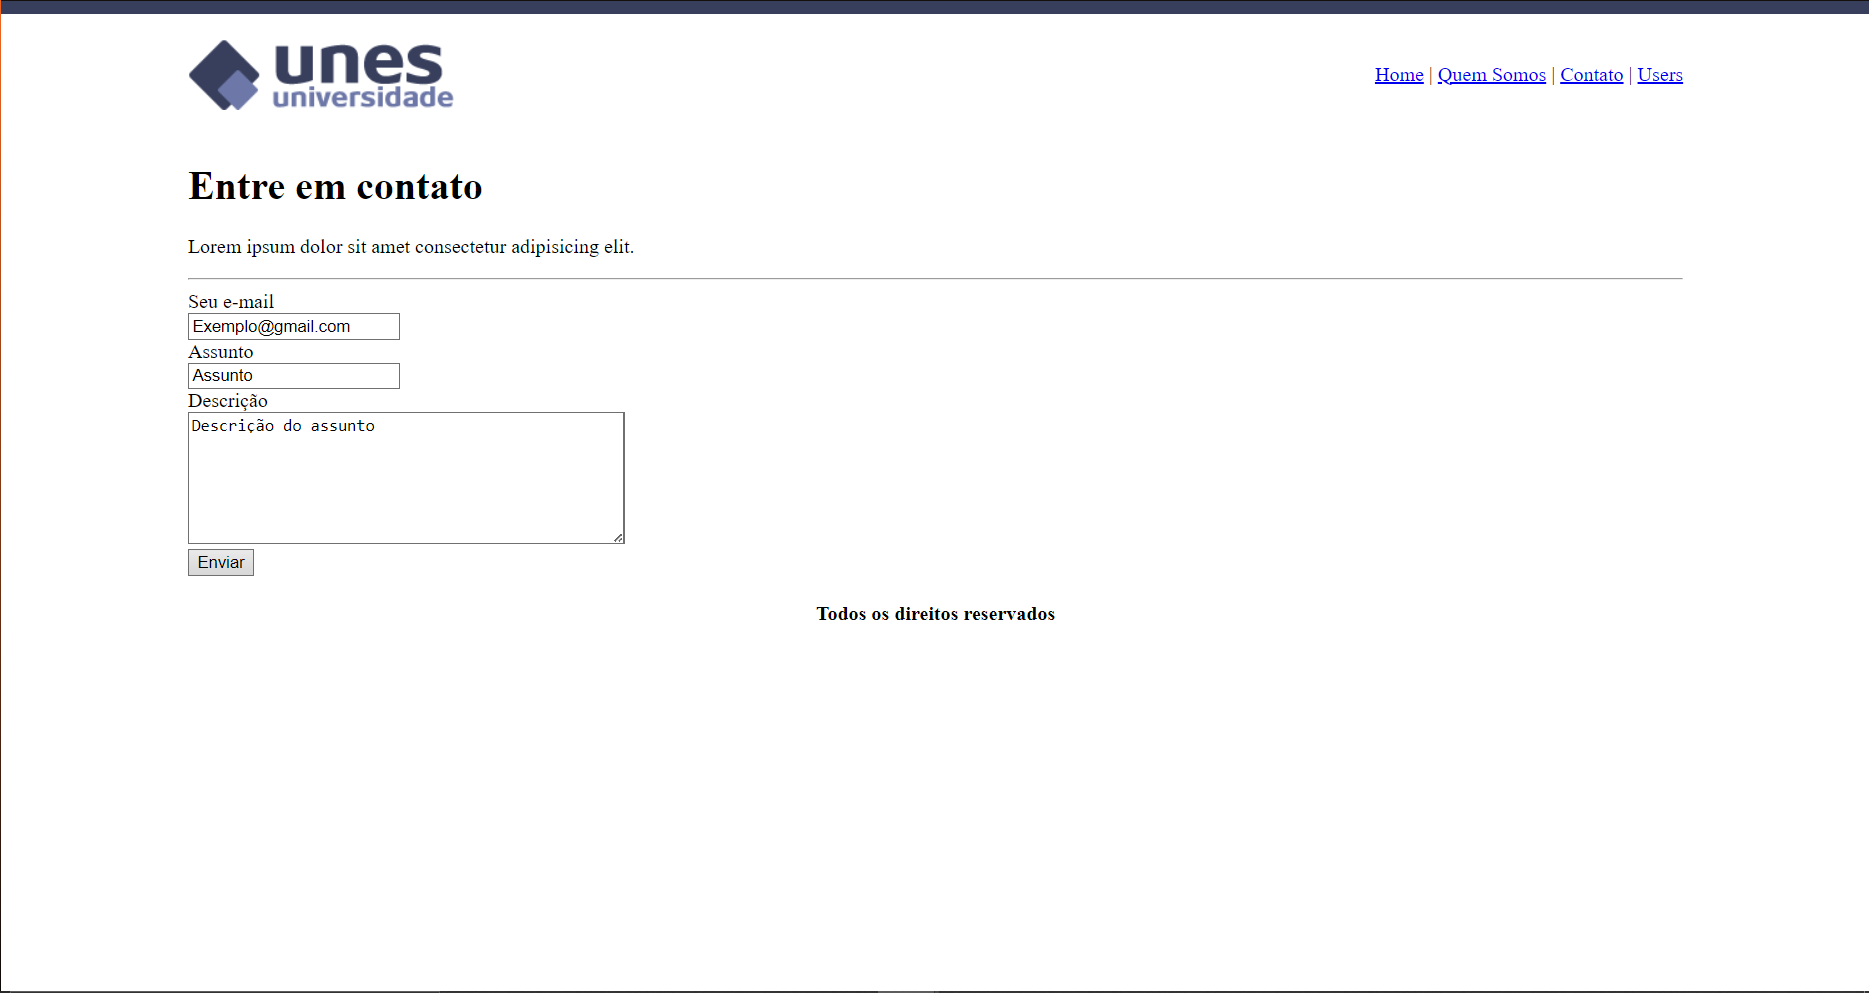 unes
universidade
Home | Quem Somos | Contato | Users
Entre em contato
Lorem ipsum dolor sit amet consectetur adipisicing elit.
Seu e-mail
Exemplo@gmail.com
Assunto
Assunto
Descrição
Descrição do assunto
Enviar
Todos os direitos reservados